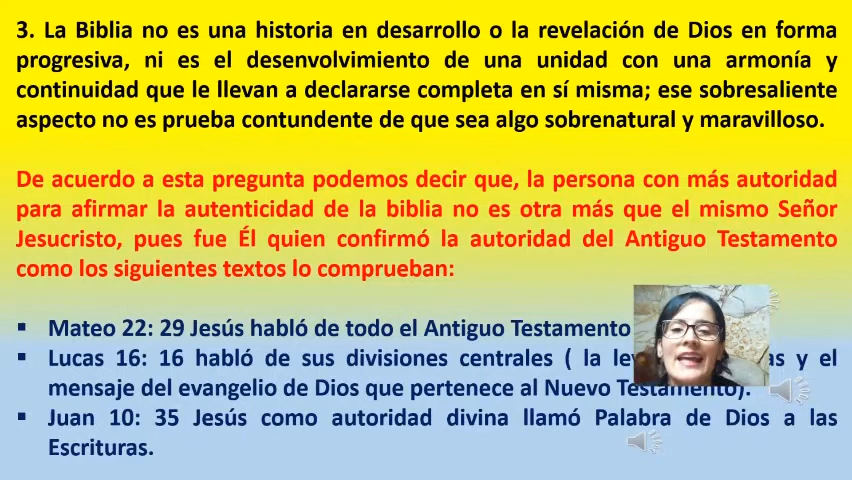 3. La Biblia no es una historia en desarrollo o la revelación de Dios en forma
progresiva, ni es el desenvolvimiento de una unidad con una armonía y
continuidad que le llevan a declararse completa en sí misma; ese sobresaliente
aspecto no es prueba contundente de que sea algo sobrenatural y maravilloso.
De acuerdo a esta pregunta podemos decir que, la persona con más autoridad
para afirmar la autenticidad de la biblia no es otra más que el mismo Señor
Jesucristo, pues fue Él quien confirmó la autoridad del Antiguo Testamento
como los siguientes textos lo comprueban:
▪ Mateo 22: 29 Jesús habló de todo el Antiguo Testamento
▪ Lucas 16: 16 habló de sus divisiones centrales ( la y el
mensaje del evangelio de Dios que pertenece al Nuevo Testamento).
▪ Juan 10: 35 Jesús como autoridad divina llamó Palabra de Dios a las
Escrituras.